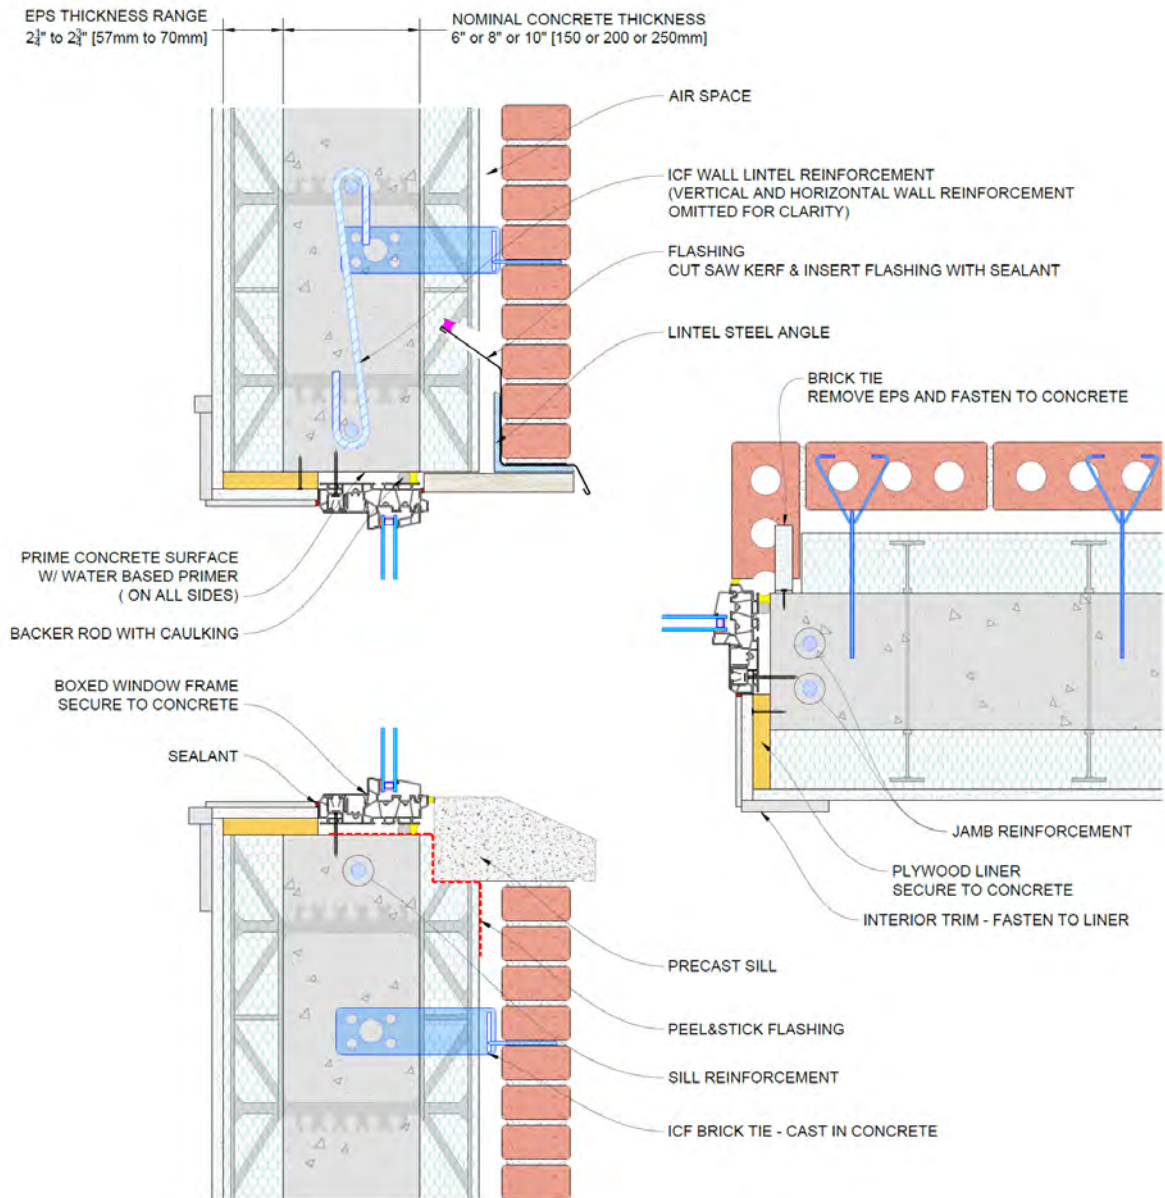 EPS THICKNESS RANGE
2¼" to 2¾" [57mm to 70mm]
NOMINAL CONCRETE THICKNESS
6" or 8" or 10" [150 or 200 or 250mm]
AIR SPACE
ICF WALL LINTEL REINFORCEMENT
(VERTICAL AND HORIZONTAL WALL REINFORCEMENT
OMITTED FOR CLARITY)
FLASHING
CUT SAW KERF & INSERT FLASHING WITH SEALANT
LINTEL STEEL ANGLE
BRICK TIE
REMOVE EPS AND FASTEN TO CONCRETE
PRIME CONCRETE SURFACE
W/ WATER BASED PRIMER
( ON ALL SIDES)
BACKER ROD WITH CAULKING
BOXED WINDOW FRAME
SECURE TO CONCRETE
SEALANT
JAMB REINFORCEMENT
PLYWOOD LINER
SECURE TO CONCRETE
INTERIOR TRIM - FASTEN TO LINER
PRECAST SILL
PEEL&STICK FLASHING
SILL REINFORCEMENT
ICF BRICK TIE - CAST IN CONCRETE